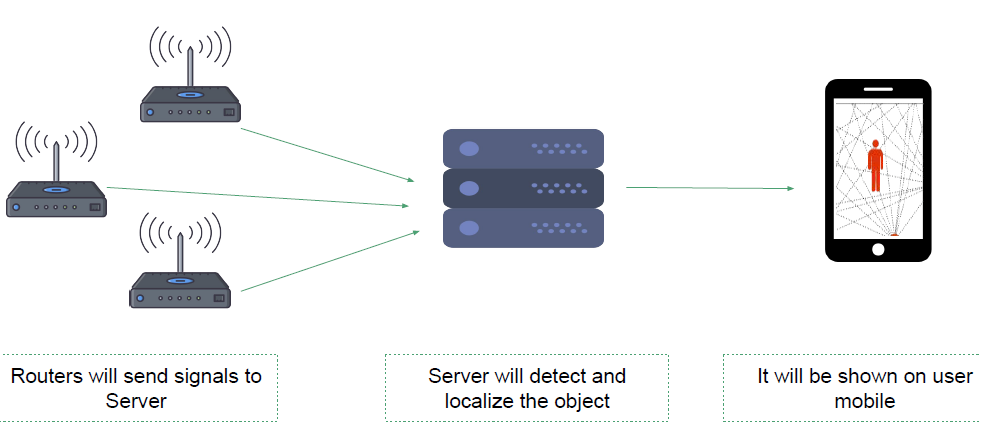 Routers will send signals to
Server
Server will detect and
localize the object
It will be shown on user
mobile